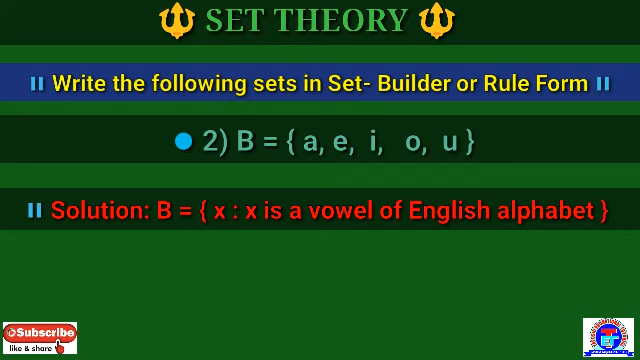 SET THEORY
Write the following sets in Set- Builder or Rule Form
2) B = { a, e, i, o, u }
Solution: B = { x : x is a vowel of English alphabet }
Subscribe
like & share
TEF